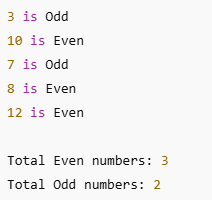 3 is Odd
10 is Even
7 is Odd
8 is Even
12 is Even
Total Even numbers: 3
Total Odd numbers: 2